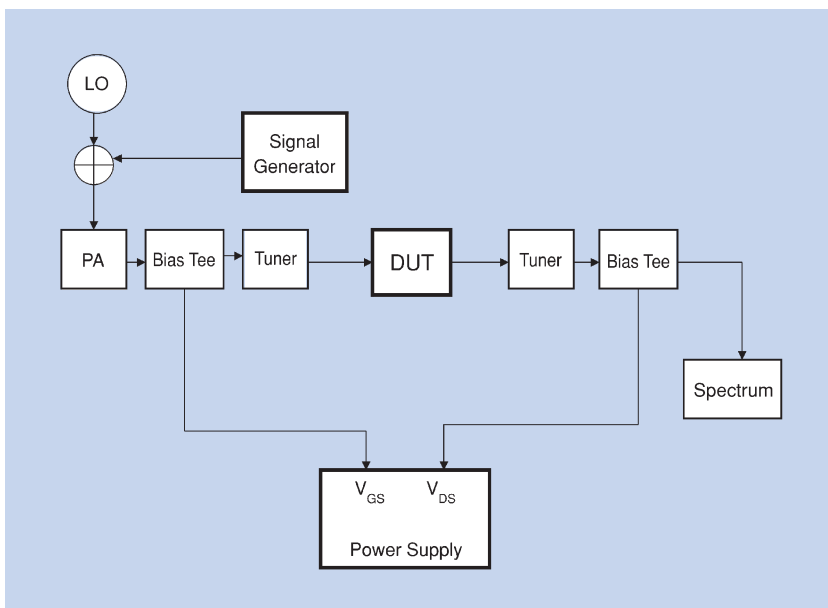 LO
Signal
Generator
PA
Bias Tee
Tuner
DUT
Tuner
Bias Tee
Spectrum
VGS
VDS
Power Supply